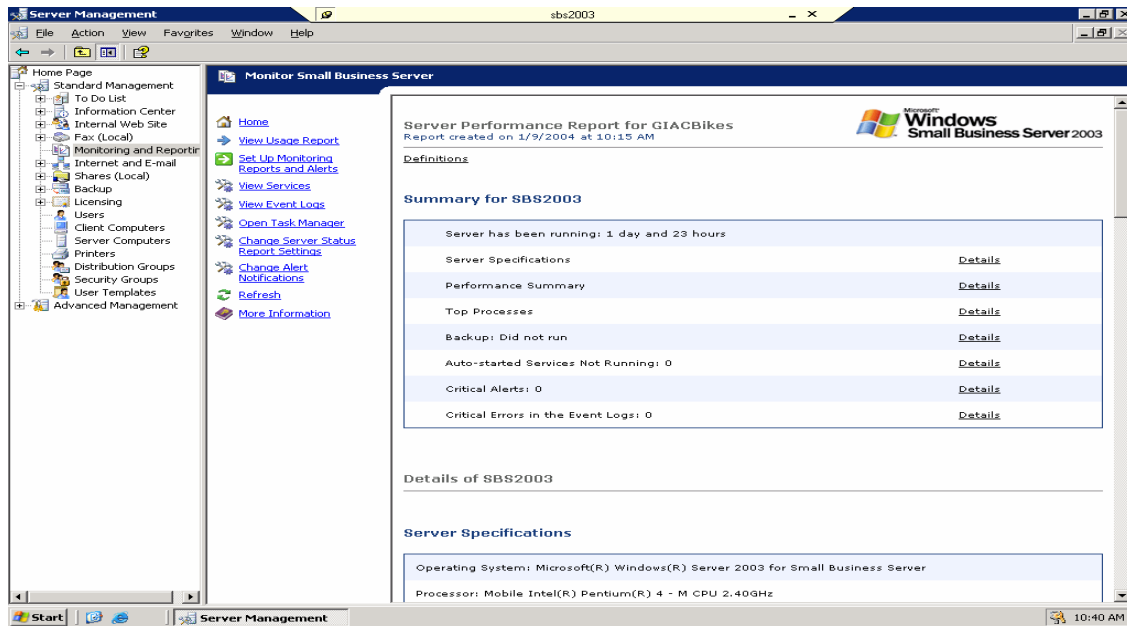 Server Management
sbs2003
File Action View Favorites Window Help
Home Page
Standard Management
To Do List
Information Center
Internal Web Site
Fax (Local)
Monitoring and Reportir
Internet and E-mail
Shares (Local)
Backup
Licensing
Users
Client Computers
Server Computers
Printers
Distribution Groups
Security Groups
User Templates
Advanced Management
Monitor Small Business Server
Home
View Usage Report
Set Up Monitoring
Reports and Alerts
View Services
View Event Logs
Open Task Manager
Change Server Status
Report Settings
Change Alert
Notifications
Refresh
More Information
Server Performance Report for GIACBikes
Report created on 1/9/2004 at 10:15 AM
Microsoft
Windows
Small Business Server 2003
Definitions
Summary for SBS2003
Server has been running: 1 day and 23 hours
Server Specifications Details
Performance Summary Details
Top Processes Details
Backup: Did not run Details
Auto-started Services Not Running: 0 Details
Critical Alerts: 0 Details
Critical Errors in the Event Logs: 0 Details
Details of SBS2003
Server Specifications
Operating System: Microsoft(R) Windows(R) Server 2003 for Small Business Server
Processor: Mobile Intel(R) Pentium(R) 4 - M CPU 2.40GHz
Start
Server Management
10:40 AM